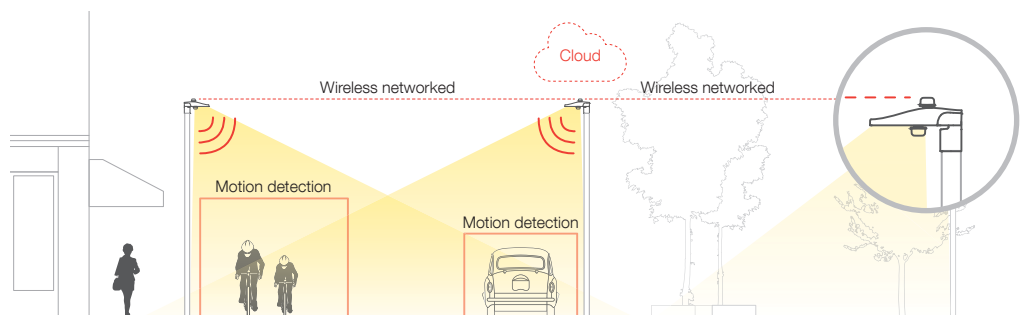 Cloud
Wireless networked
Wireless networked
Motion detection
Motion detection